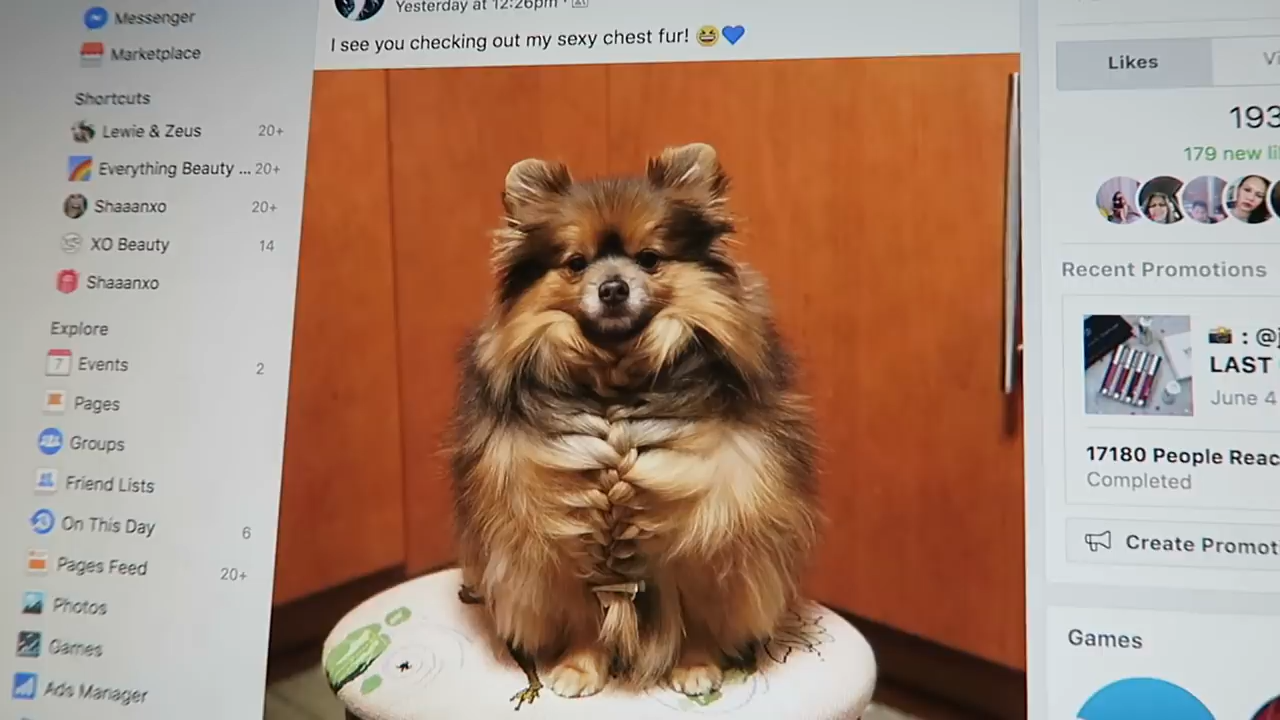 Messenger
Marketplace
Shortcuts
Lewie & Zeus 20+
Everything Beauty ... 20+
Shaaanxo 20+
XO Beauty 14
Shaaanxo
Explore
7 Events 2
Pages
Groups
Friend Lists
On This Day 6
Pages Feed 20+
Photos
Games
Ads Manager
Yesterday at 12:26pm ·
I see you checking out my sexy chest fur! 😆💙
Likes
193
179 new
Recent Promotions
📸 : @
LAST
June 4
17180 People
Completed
Create
Games